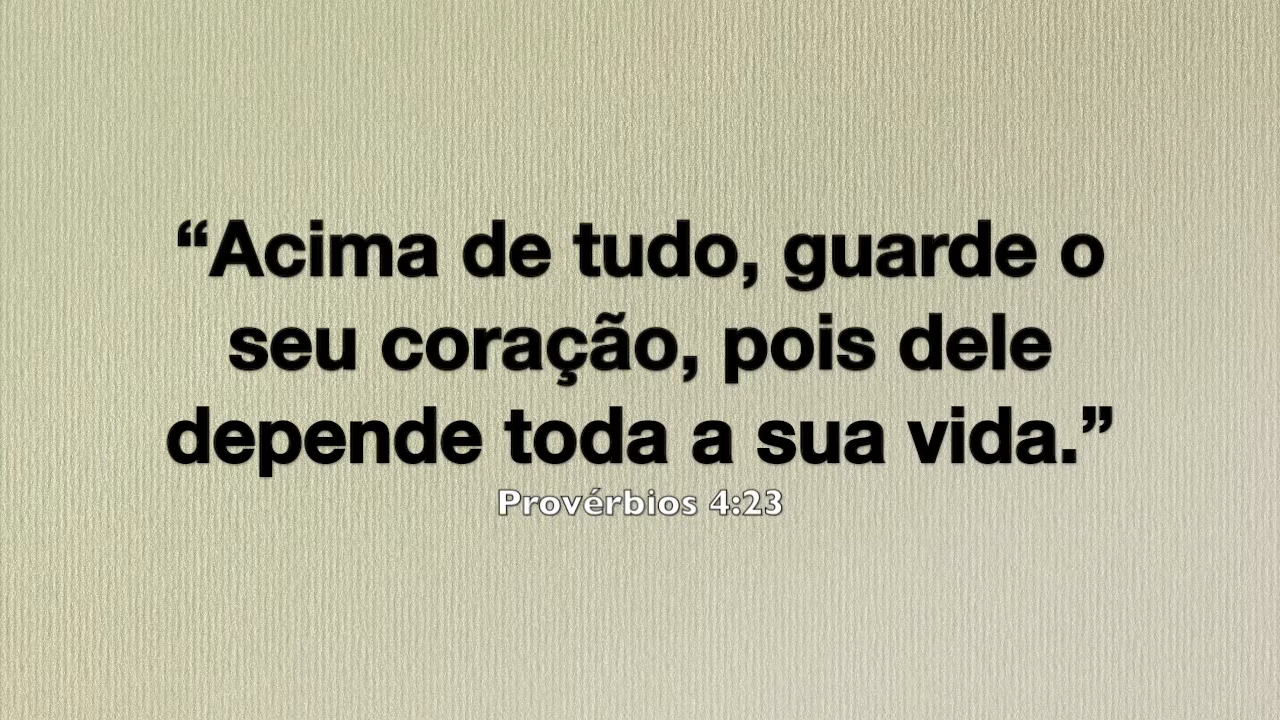 “Acima de tudo, guarde o
seu coração, pois dele
depende toda a sua vida.”
Provérbios 4:23